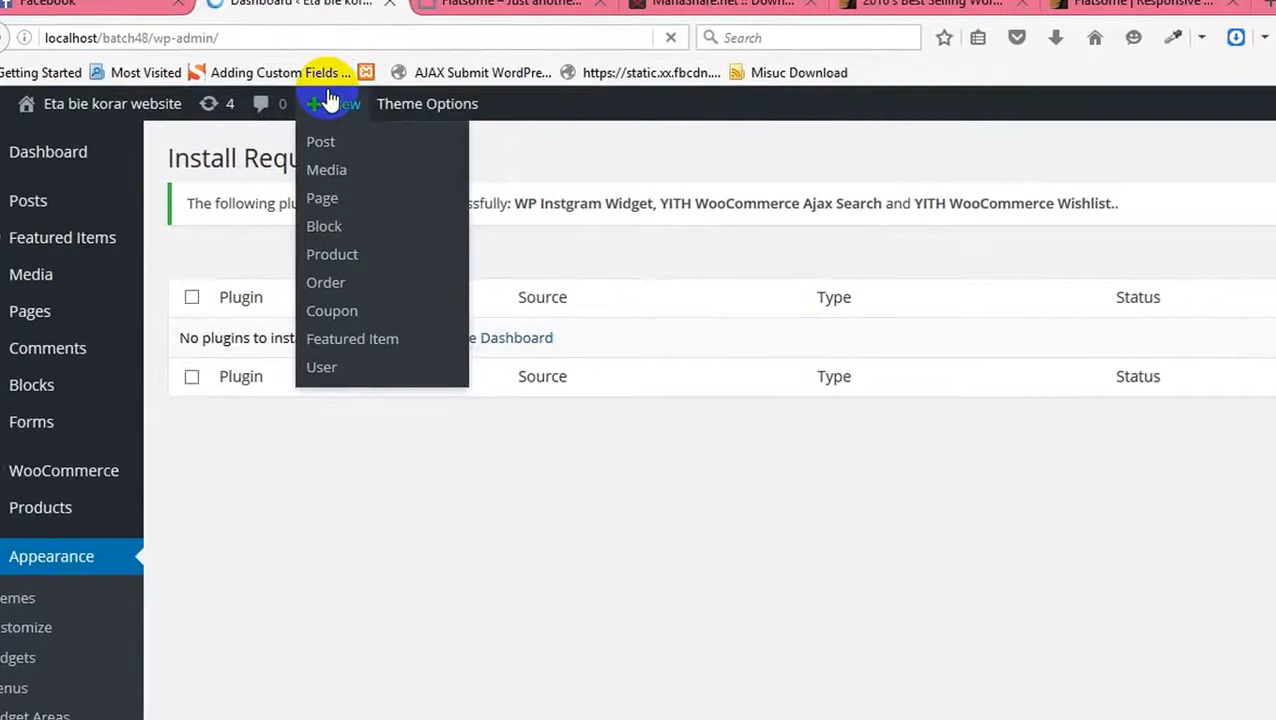 Facebook
Dashboard ‹ Eta bie kor...
Flatsome – Just anothe...
MafiaShare.net :: Down...
2016's Best Selling Wor...
Flatsome | Responsive
localhost/batch48/wp-admin/
Search
Getting Started
Most Visited
Adding Custom Fields ...
AJAX Submit WordPre...
https://static.xx.fbcdn....
Misuc Download
Eta bie korar website
4
0
Theme Options
Dashboard
Posts
Featured Items
Media
Pages
Comments
Blocks
Forms
WooCommerce
Products
Appearance
emes
stomize
dgets
enus
dget Areas
Post
Media
Page
Block
Product
Order
Coupon
Featured Item
User
Install Requ
The following plu ssfully: WP Instgram Widget, YITH WooCommerce Ajax Search and YITH WooCommerce Wishlist..
Plugin Source Type Status
No plugins to inst e Dashboard
Plugin Source Type Status